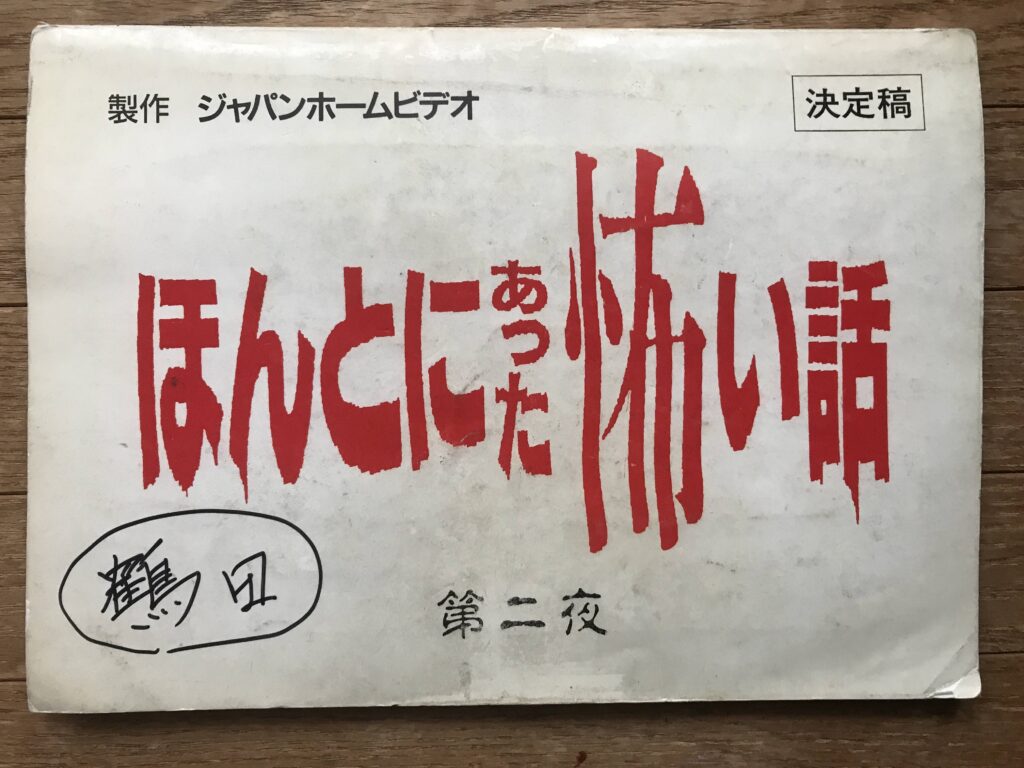 製作 ジャパンホームビデオ
決定稿
ほんとにあった怖い話
鶴田
第二夜